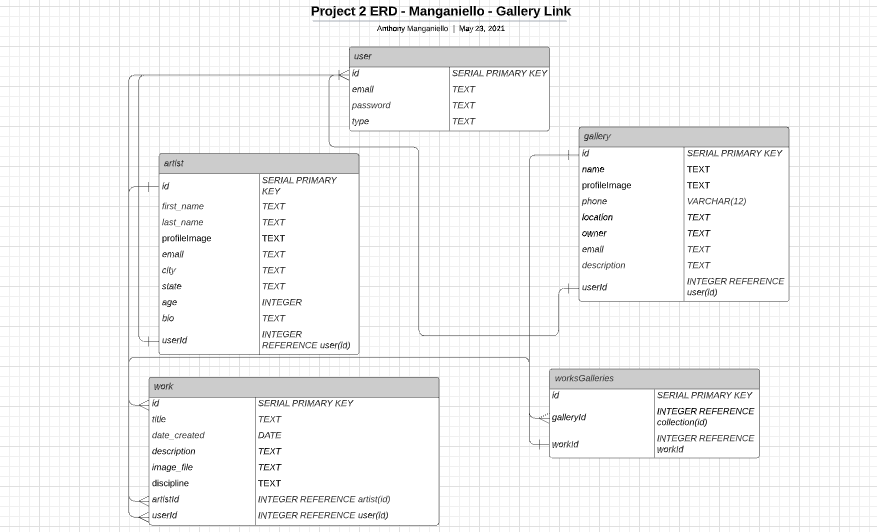 Project 2 ERD - Manganiello - Gallery Link
Anthony Manganiello | May 23, 2021
user
id SERIAL PRIMARY KEY
email TEXT
password TEXT
type TEXT
gallery
id SERIAL PRIMARY KEY
name TEXT
profileImage TEXT
phone VARCHAR(12)
location TEXT
owner TEXT
email TEXT
description TEXT
userId INTEGER REFERENCE
user(id)
artist
id SERIAL PRIMARY
KEY
first_name TEXT
last_name TEXT
profileImage TEXT
email TEXT
city TEXT
state TEXT
age INTEGER
bio TEXT
userId INTEGER
REFERENCE user(id)
work
id SERIAL PRIMARY KEY
title TEXT
date_created DATE
description TEXT
image_file TEXT
discipline TEXT
artistId INTEGER REFERENCE artist(id)
userId INTEGER REFERENCE user(id)
worksGalleries
id SERIAL PRIMARY KEY
galleryId INTEGER REFERENCE
collection(id)
workId INTEGER REFERENCE
workId